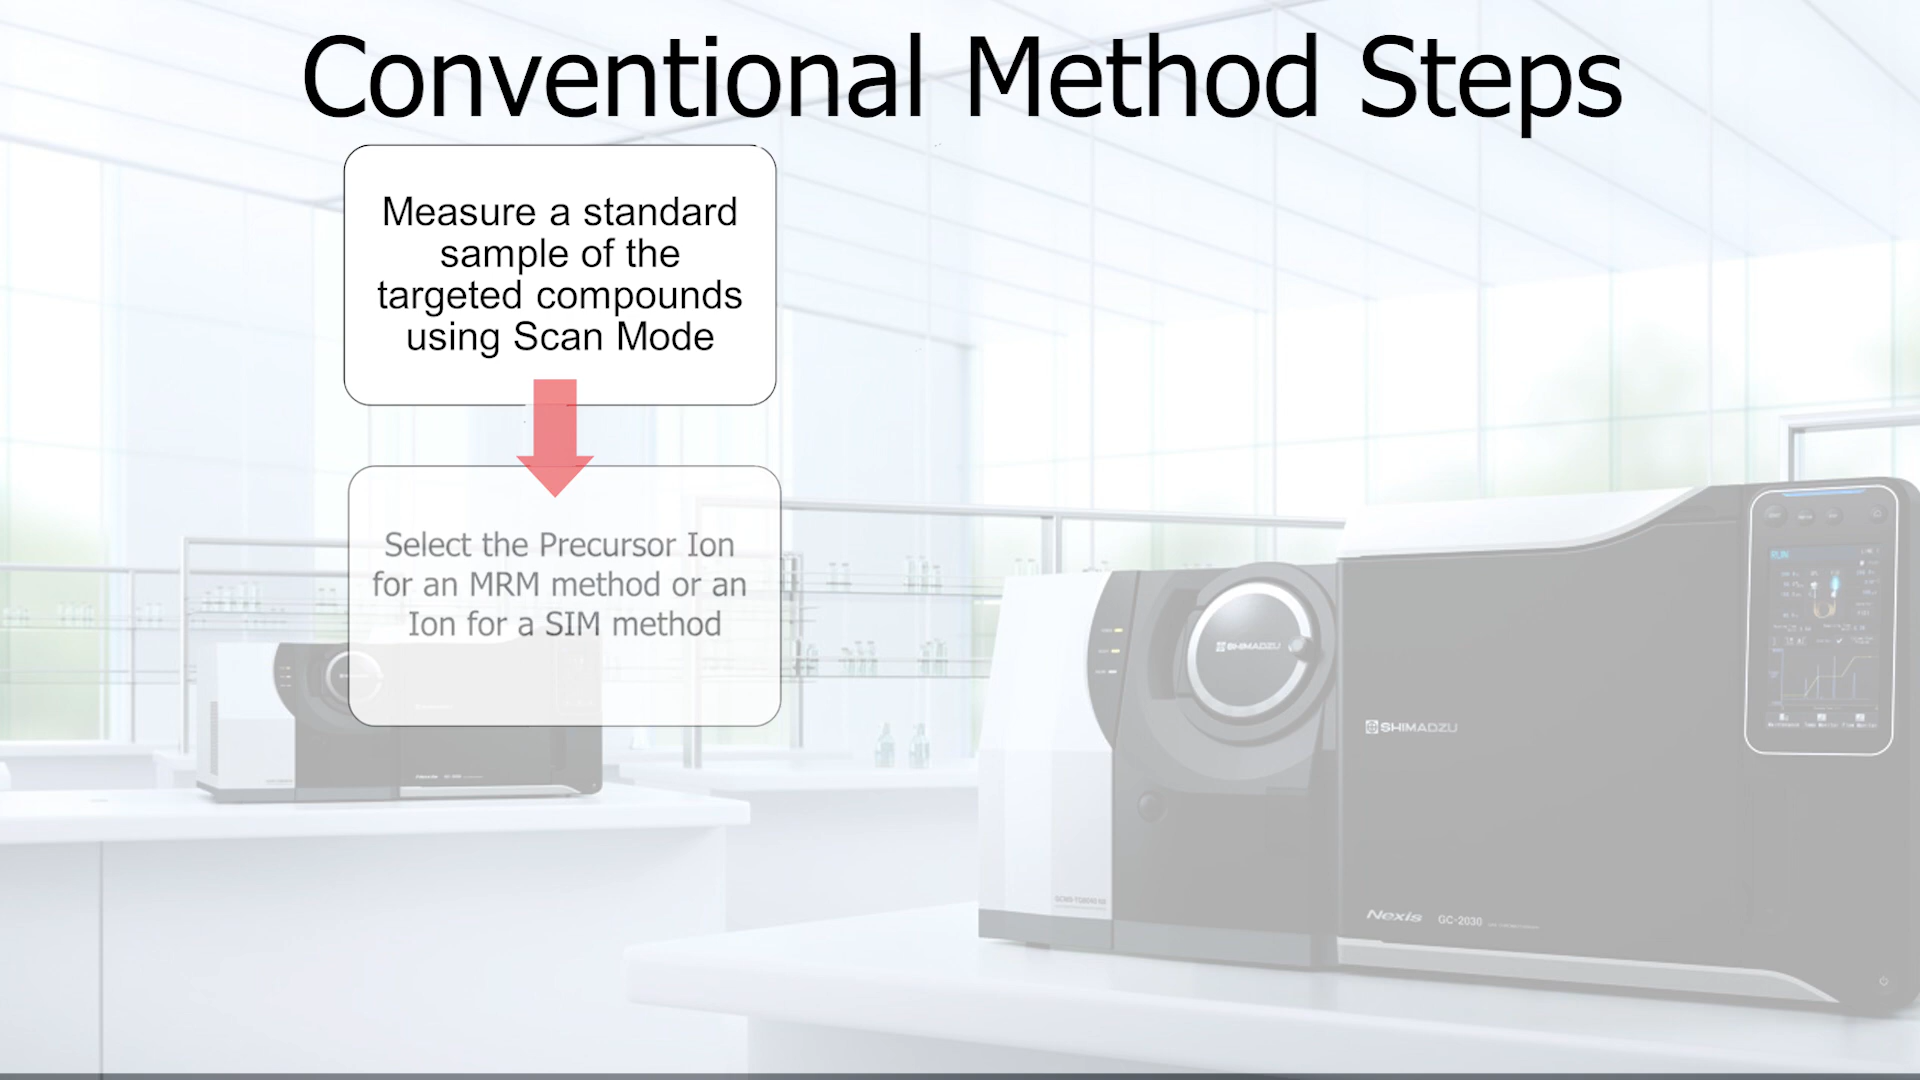 Conventional Method Steps
Measure a standard
sample of the
targeted compounds
using Scan Mode
Select the Precursor Ion
for an MRM method or an
Ion for a SIM method
SHIMADZU
SHIMADZU
Nexis GC-2030